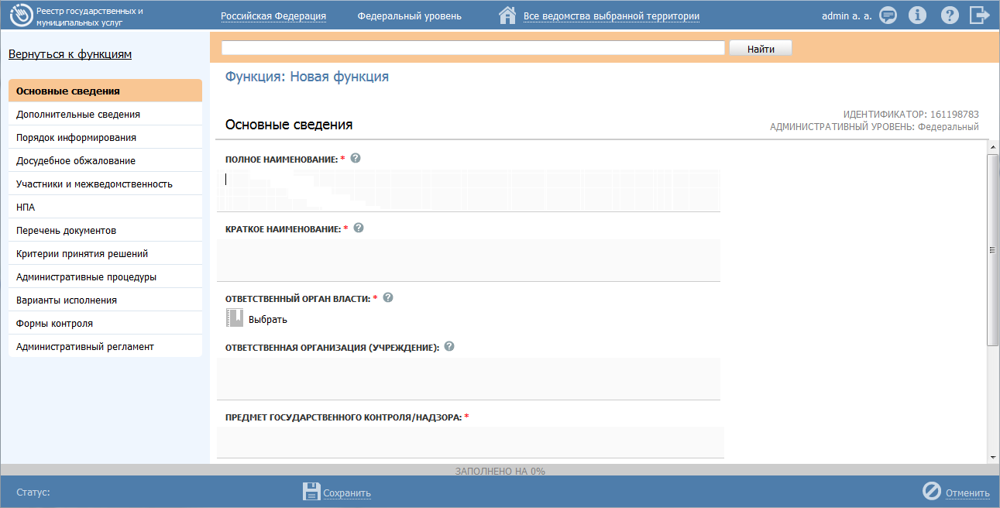 Реестр государственных и
муниципальных услуг
Российская Федерация
Федеральный уровень
Все ведомства выбранной территории
admin a. a.
Вернуться к функциям
Найти
Основные сведения
Дополнительные сведения
Порядок информирования
Досудебное обжалование
Участники и межведомственность
НПА
Перечень документов
Критерии принятия решений
Административные процедуры
Варианты исполнения
Формы контроля
Административный регламент
Функция: Новая функция
Основные сведения
ИДЕНТИФИКАТОР: 161198783
АДМИНИСТРАТИВНЫЙ УРОВЕНЬ: Федеральный
ПОЛНОЕ НАИМЕНОВАНИЕ: *
КРАТКОЕ НАИМЕНОВАНИЕ: *
ОТВЕТСТВЕННЫЙ ОРГАН ВЛАСТИ: *
Выбрать
ОТВЕТСТВЕННАЯ ОРГАНИЗАЦИЯ (УЧРЕЖДЕНИЕ):
ПРЕДМЕТ ГОСУДАРСТВЕННОГО КОНТРОЛЯ/НАДЗОРА: *
ЗАПОЛНЕНО НА 0%
Статус:
Сохранить
Отменить